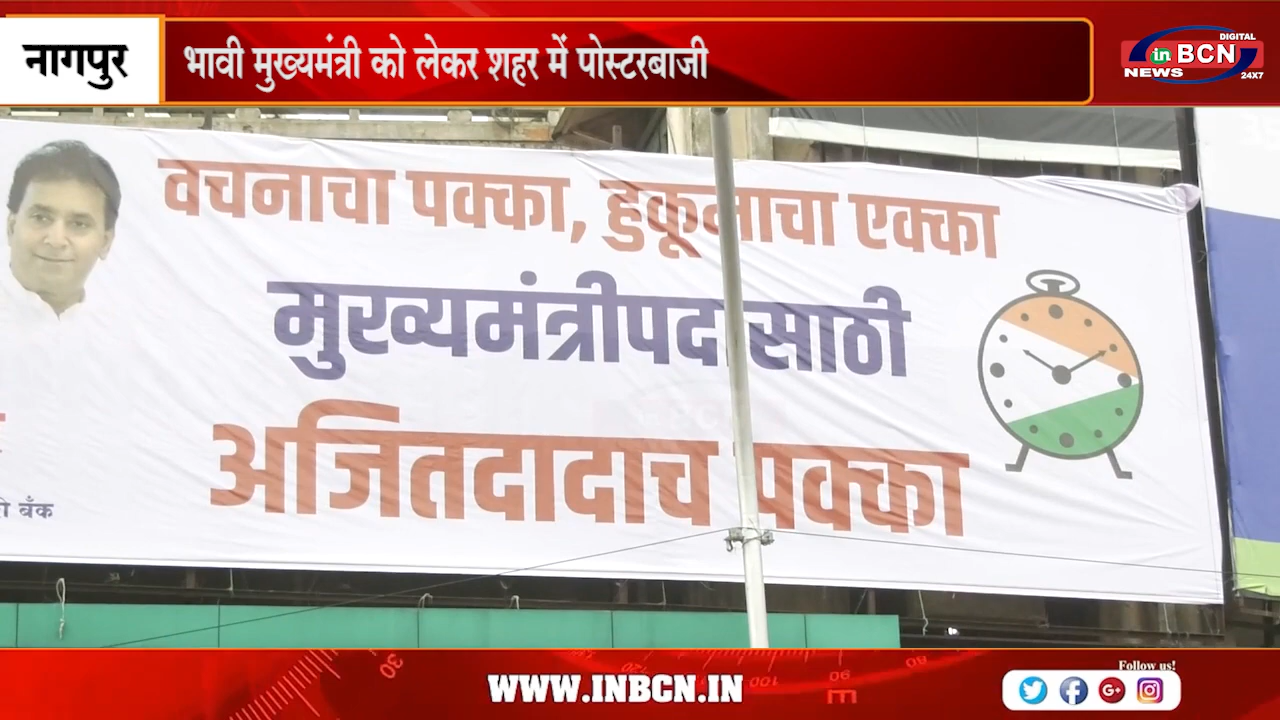 नागपुर
भावी मुख्यमंत्री को लेकर शहर में पोस्टरबाजी
DIGITAL
in BCN
NEWS 24X7
वचनाचा पक्का, हुकूमाचा एक्का
मुख्यमंत्रीपदासाठी
अजितदादाच पक्का
बँक
WWW.INBCN.IN
Follow us!